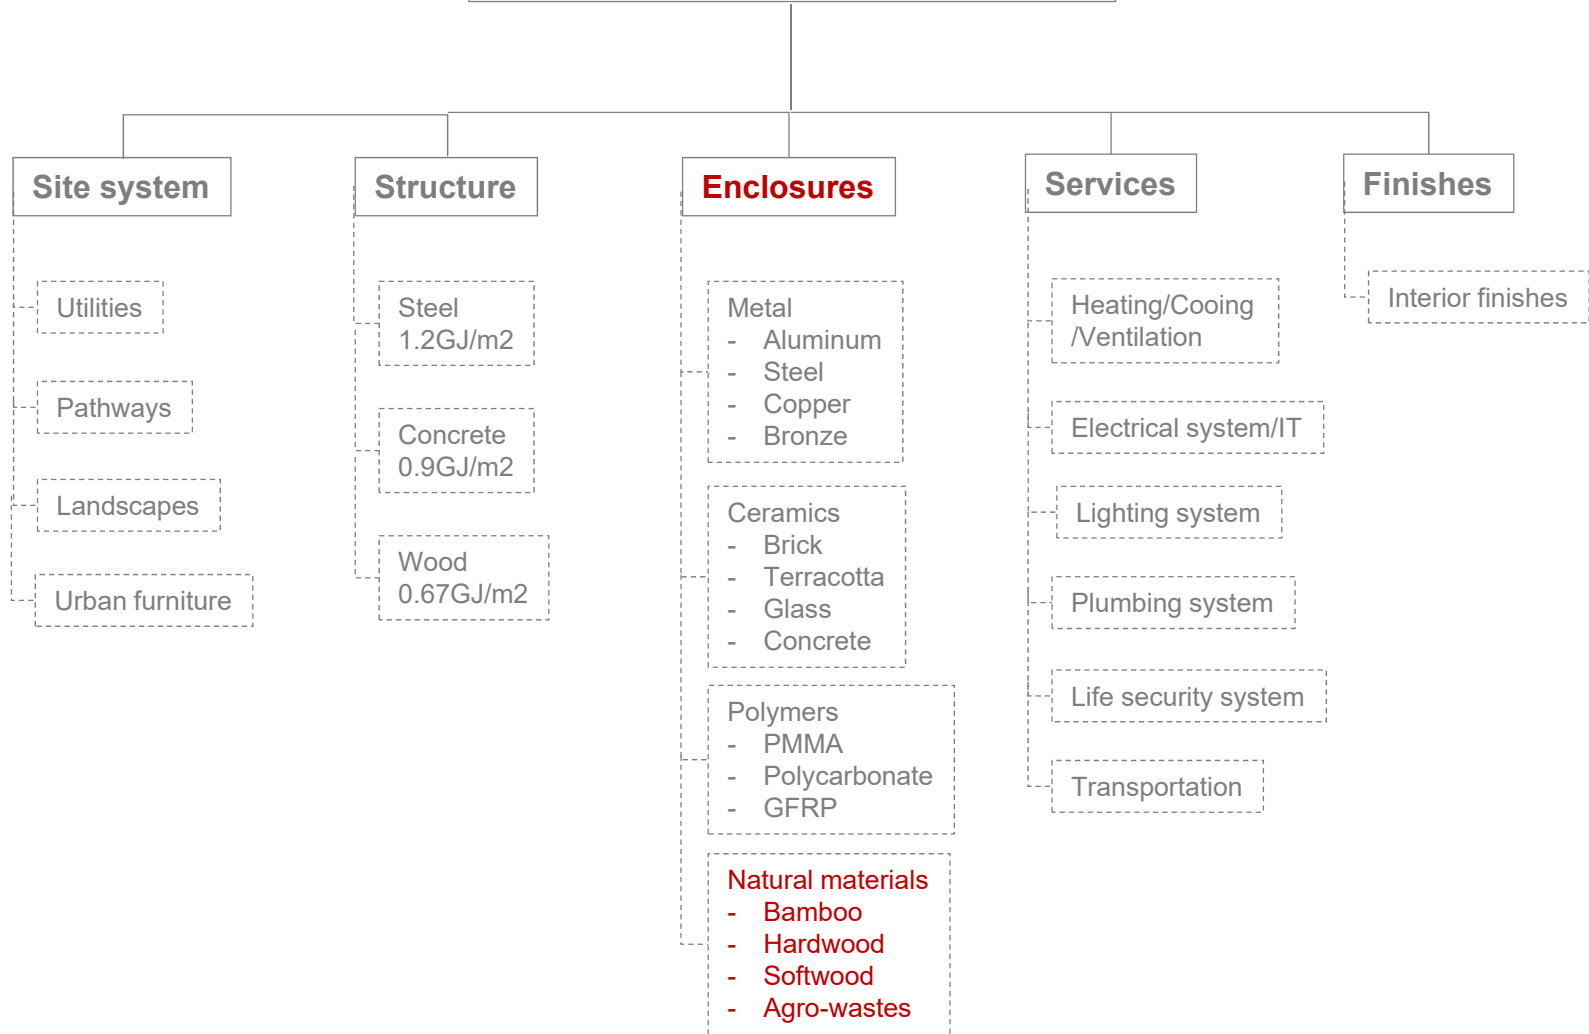 Site system
Structure
Enclosures
Services
Finishes
Utilities
Pathways
Landscapes
Urban furniture
Steel
1.2GJ/m2
Concrete
0.9GJ/m2
Wood
0.67GJ/m2
Metal
- Aluminum
- Steel
- Copper
- Bronze
Ceramics
- Brick
- Terracotta
- Glass
- Concrete
Polymers
- PMMA
- Polycarbonate
- GFRP
Natural materials
- Bamboo
- Hardwood
- Softwood
- Agro-wastes
Heating/Cooing
/Ventilation
Electrical system/IT
Lighting system
Plumbing system
Life security system
Transportation
Interior finishes